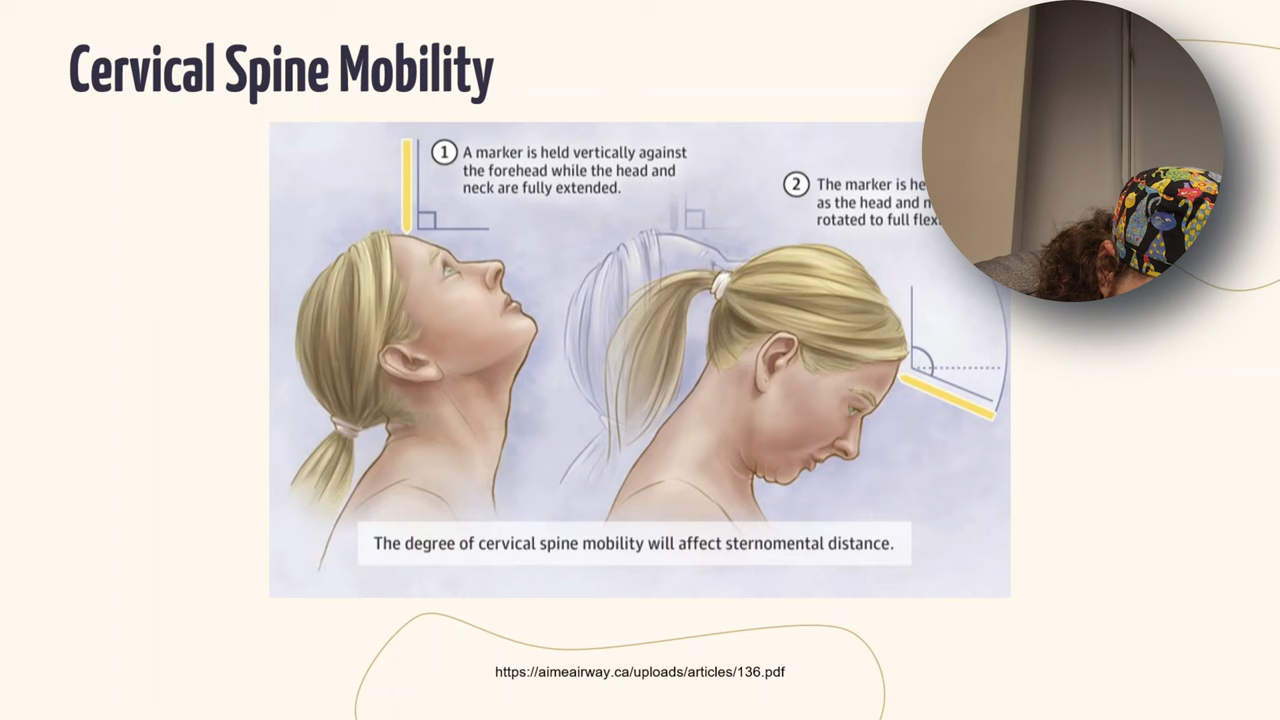 Cervical Spine Mobility
1
A marker is held vertically against
the forehead while the head and
neck are fully extended.
2
The marker is
as the head and
rotated to full
The degree of cervical spine mobility will affect sternomental distance.
https://aimeairway.ca/uploads/articles/136.pdf